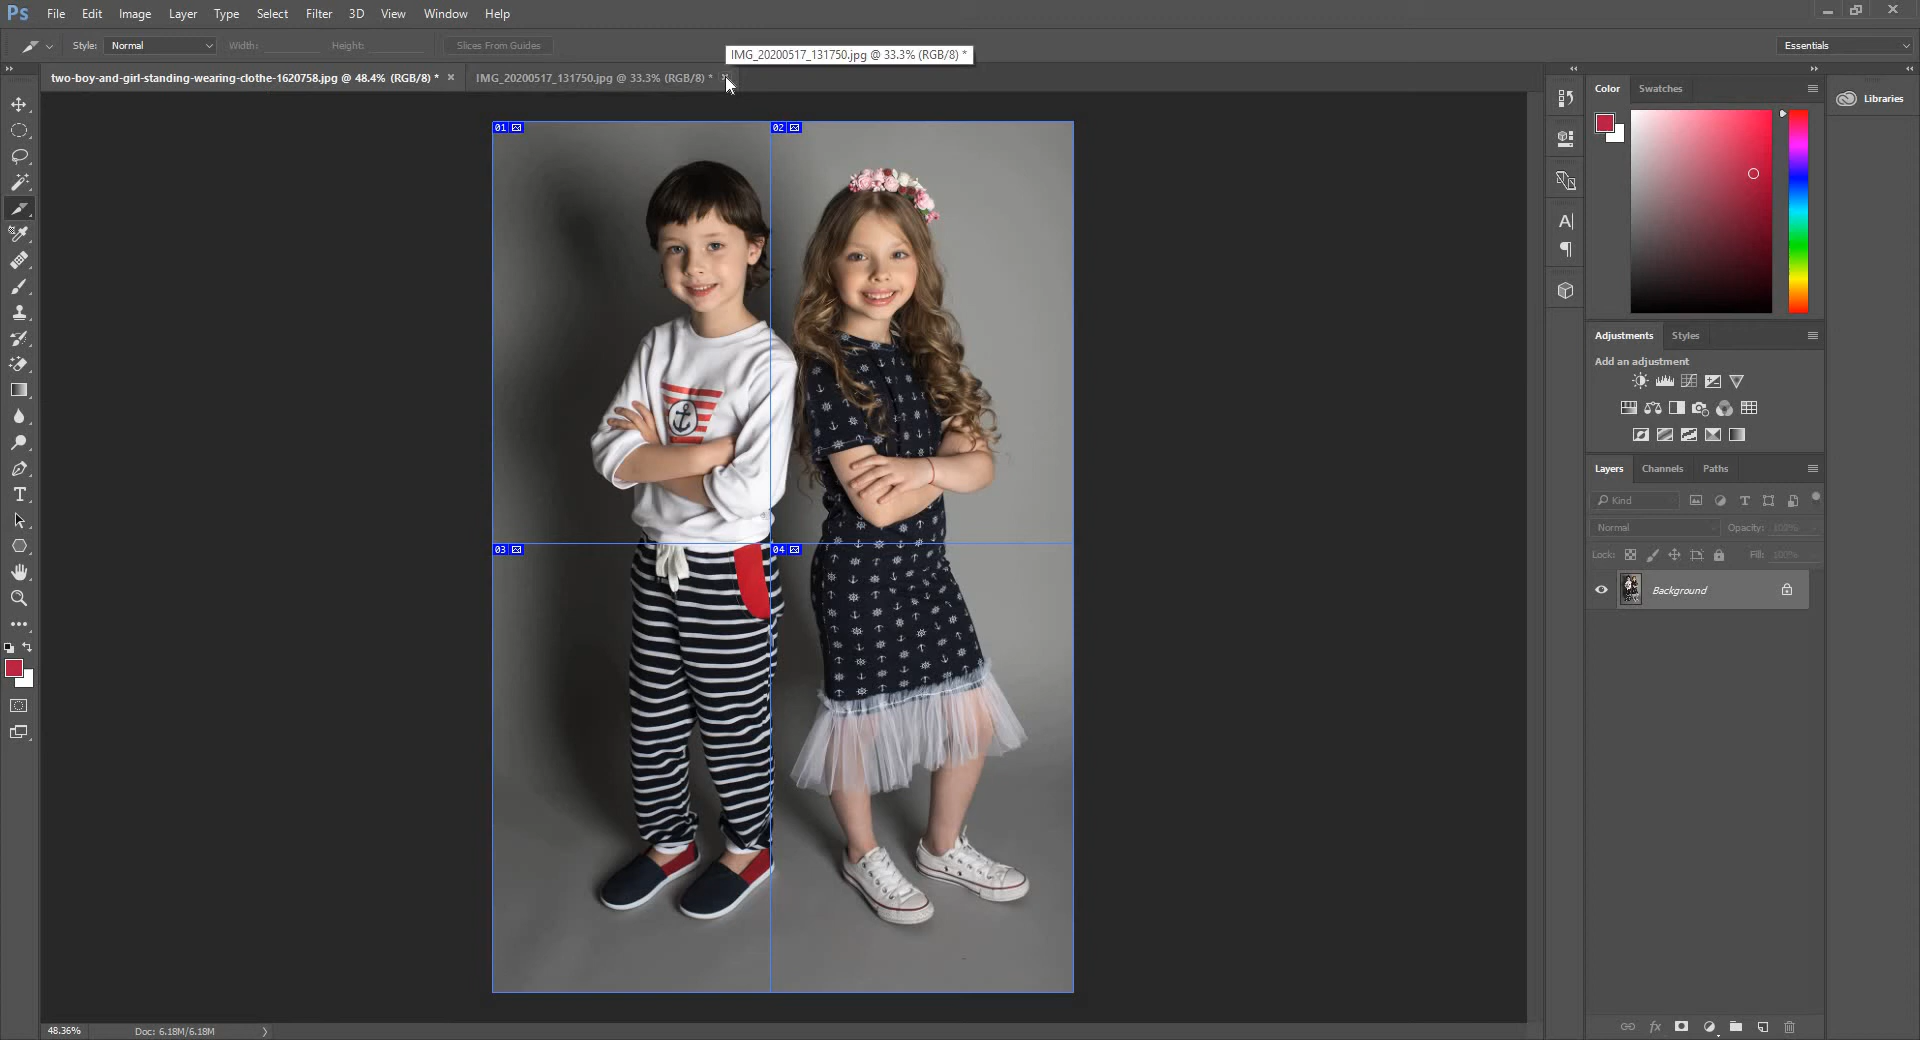 Ps File Edit Image Layer Type Select Filter 3D View Window Help
Style: Normal Width: Height: Slices From Guides Essentials
IMG_20200517_131750.jpg @ 33.3% (RGB/8) *
two-boy-and-girl-standing-wearing-clothe-1620758.jpg @ 48.4% (RGB/8) * IMG_20200517_131750.jpg @ 33.3% (RGB/8) *
Color Swatches
Libraries
01 02
03 04
Adjustments Styles
Add an adjustment
Layers Channels Paths
Kind
Normal Opacity: 100%
Lock: Fill: 100%
Background
48.36% Doc: 6.18M/6.18M